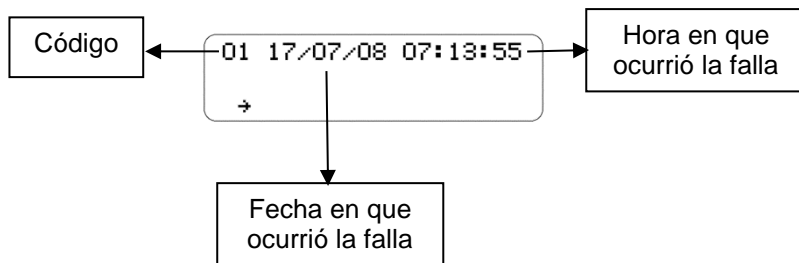 Código
01 17/07/08 07:13:55
→
Hora en que
ocurrió la falla
Fecha en que
ocurrió la falla